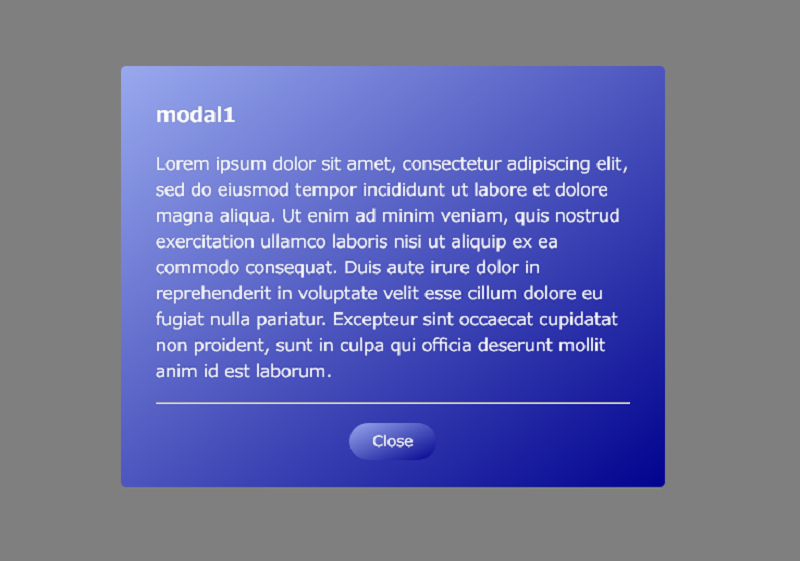 modal1
Lorem ipsum dolor sit amet, consectetur adipiscing elit,
sed do eiusmod tempor incididunt ut labore et dolore
magna aliqua. Ut enim ad minim veniam, quis nostrud
exercitation ullamco laboris nisi ut aliquip ex ea
commodo consequat. Duis aute irure dolor in
reprehenderit in voluptate velit esse cillum dolore eu
fugiat nulla pariatur. Excepteur sint occaecat cupidatat
non proident, sunt in culpa qui officia deserunt mollit
anim id est laborum.
Close